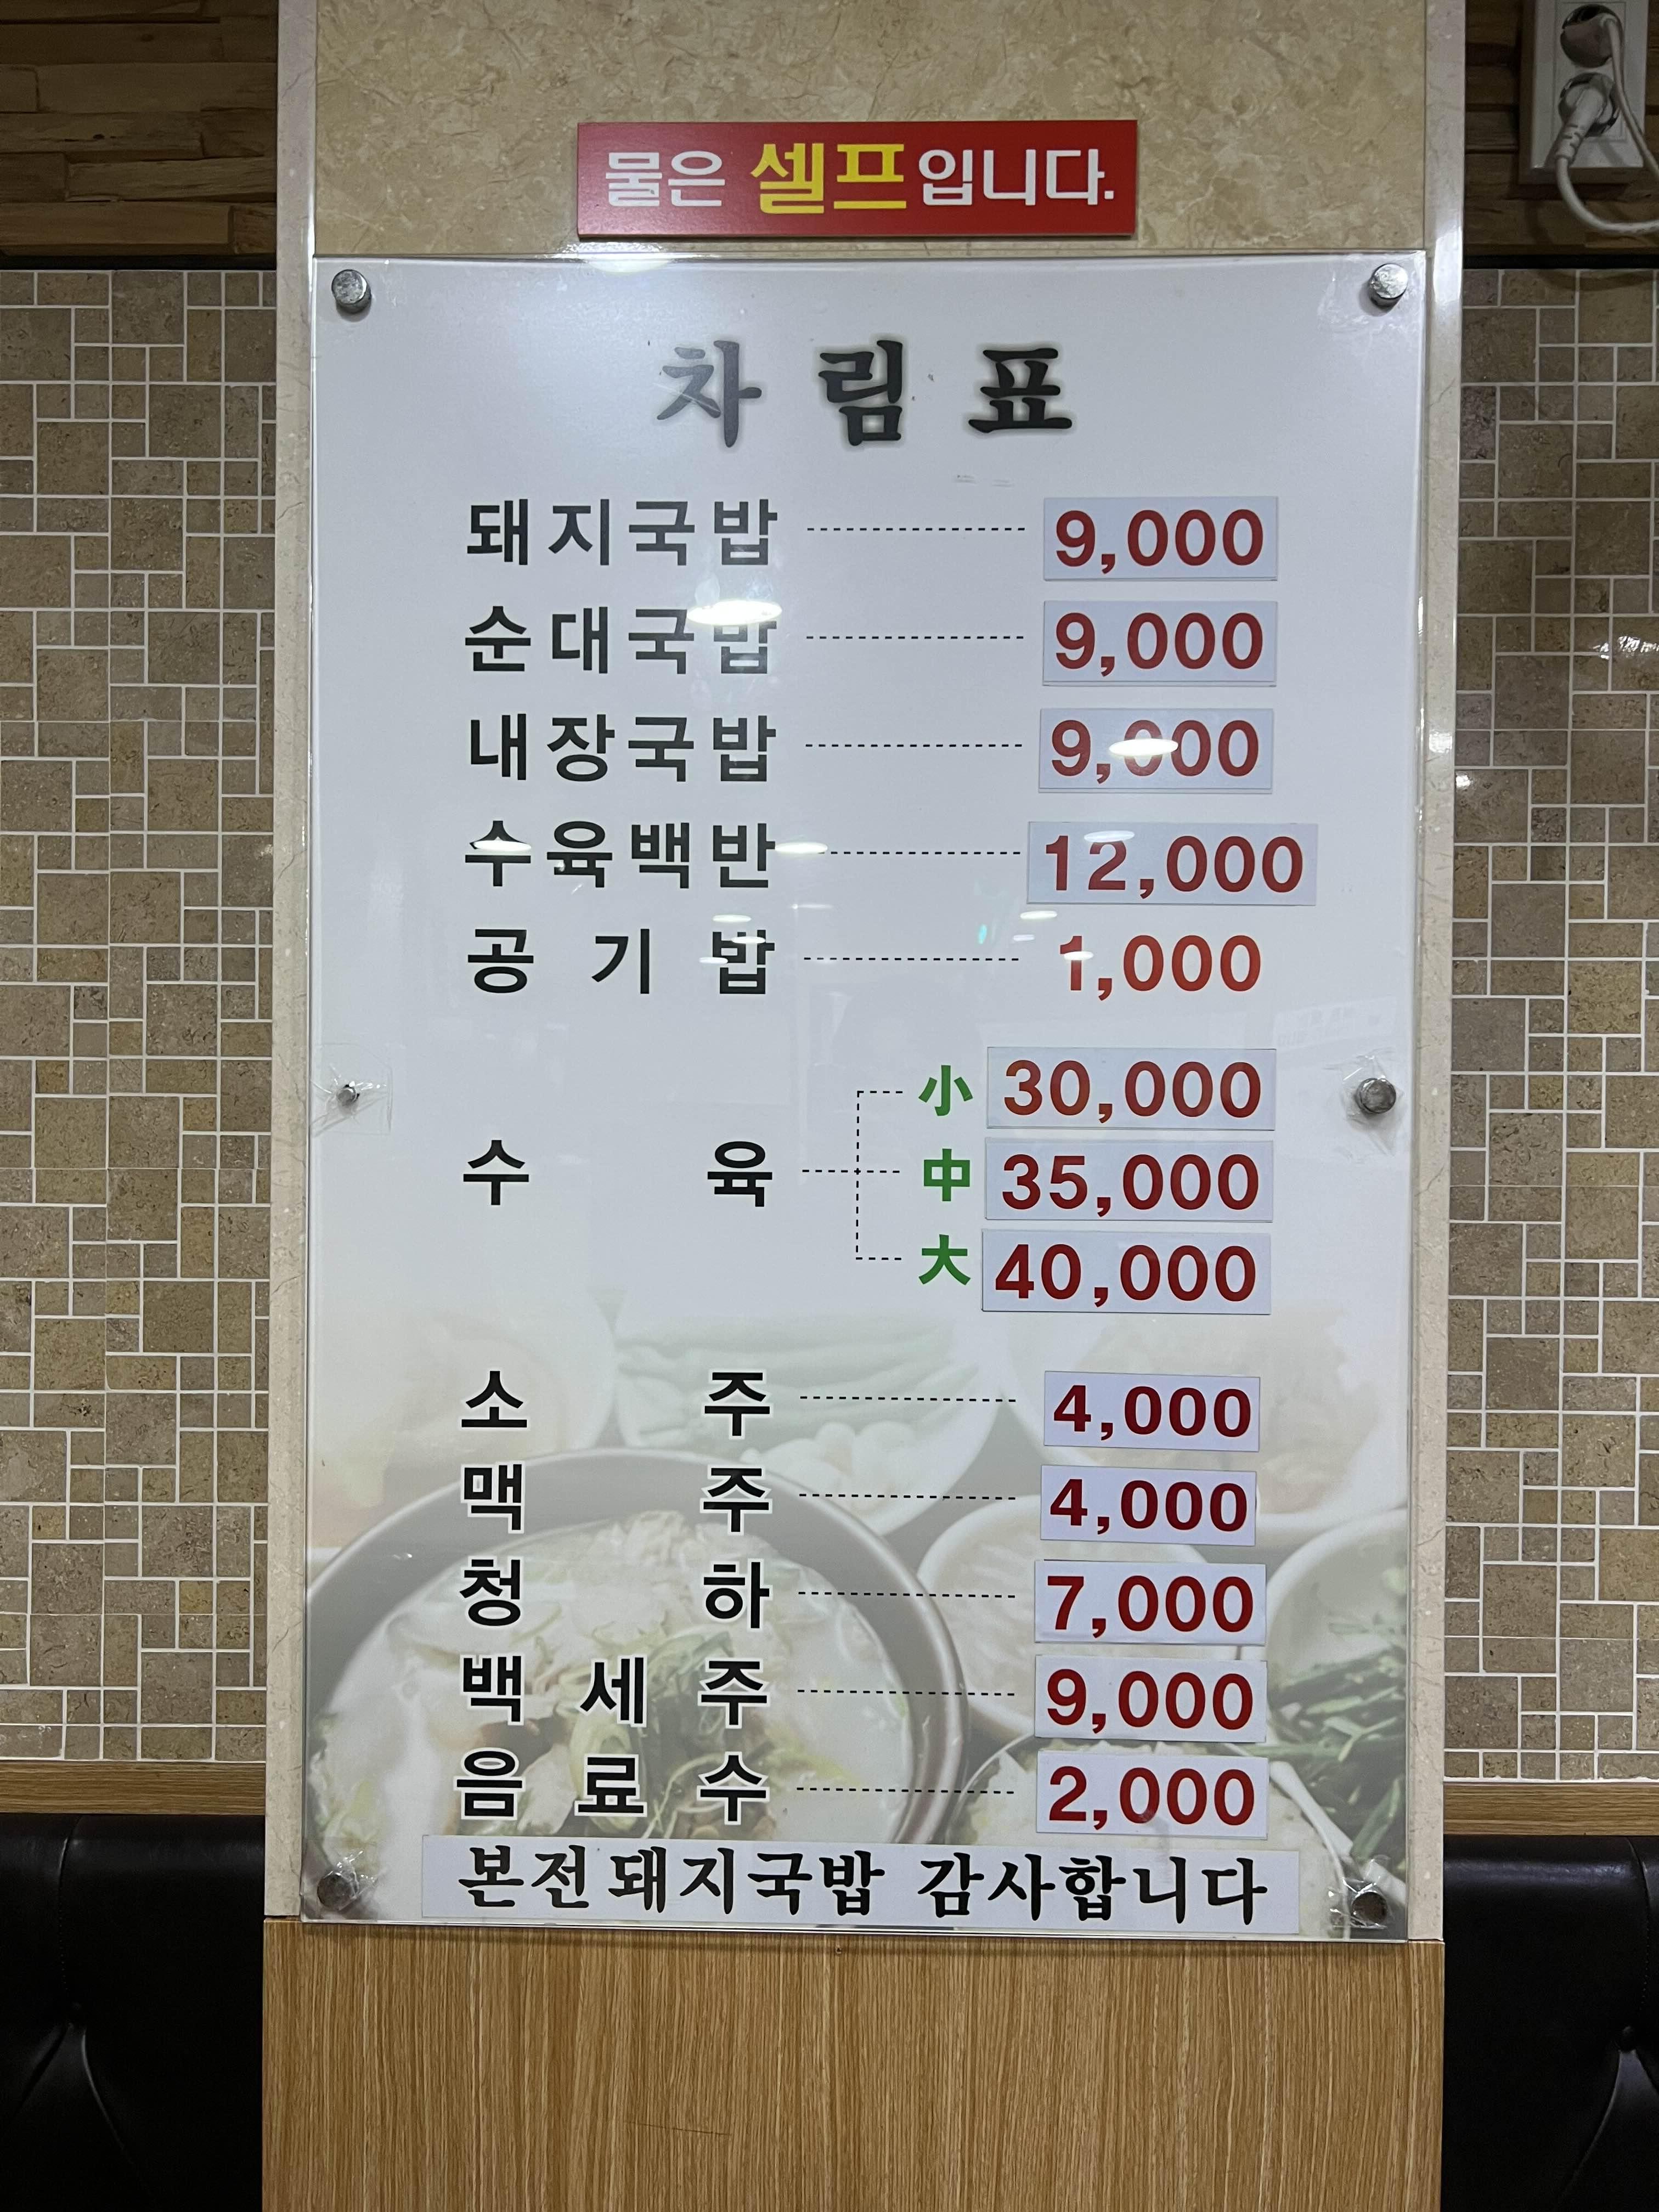 물은 셀프입니다.
차림표
돼지국밥 9,000
순대국밥 9,000
내장국밥 9,000
수육백반 12,000
공기밥 1,000
수육 小 30,000
中 35,000
大 40,000
소주 4,000
맥주 4,000
청하 7,000
백세주 9,000
음료수 2,000
본전돼지국밥 감사합니다